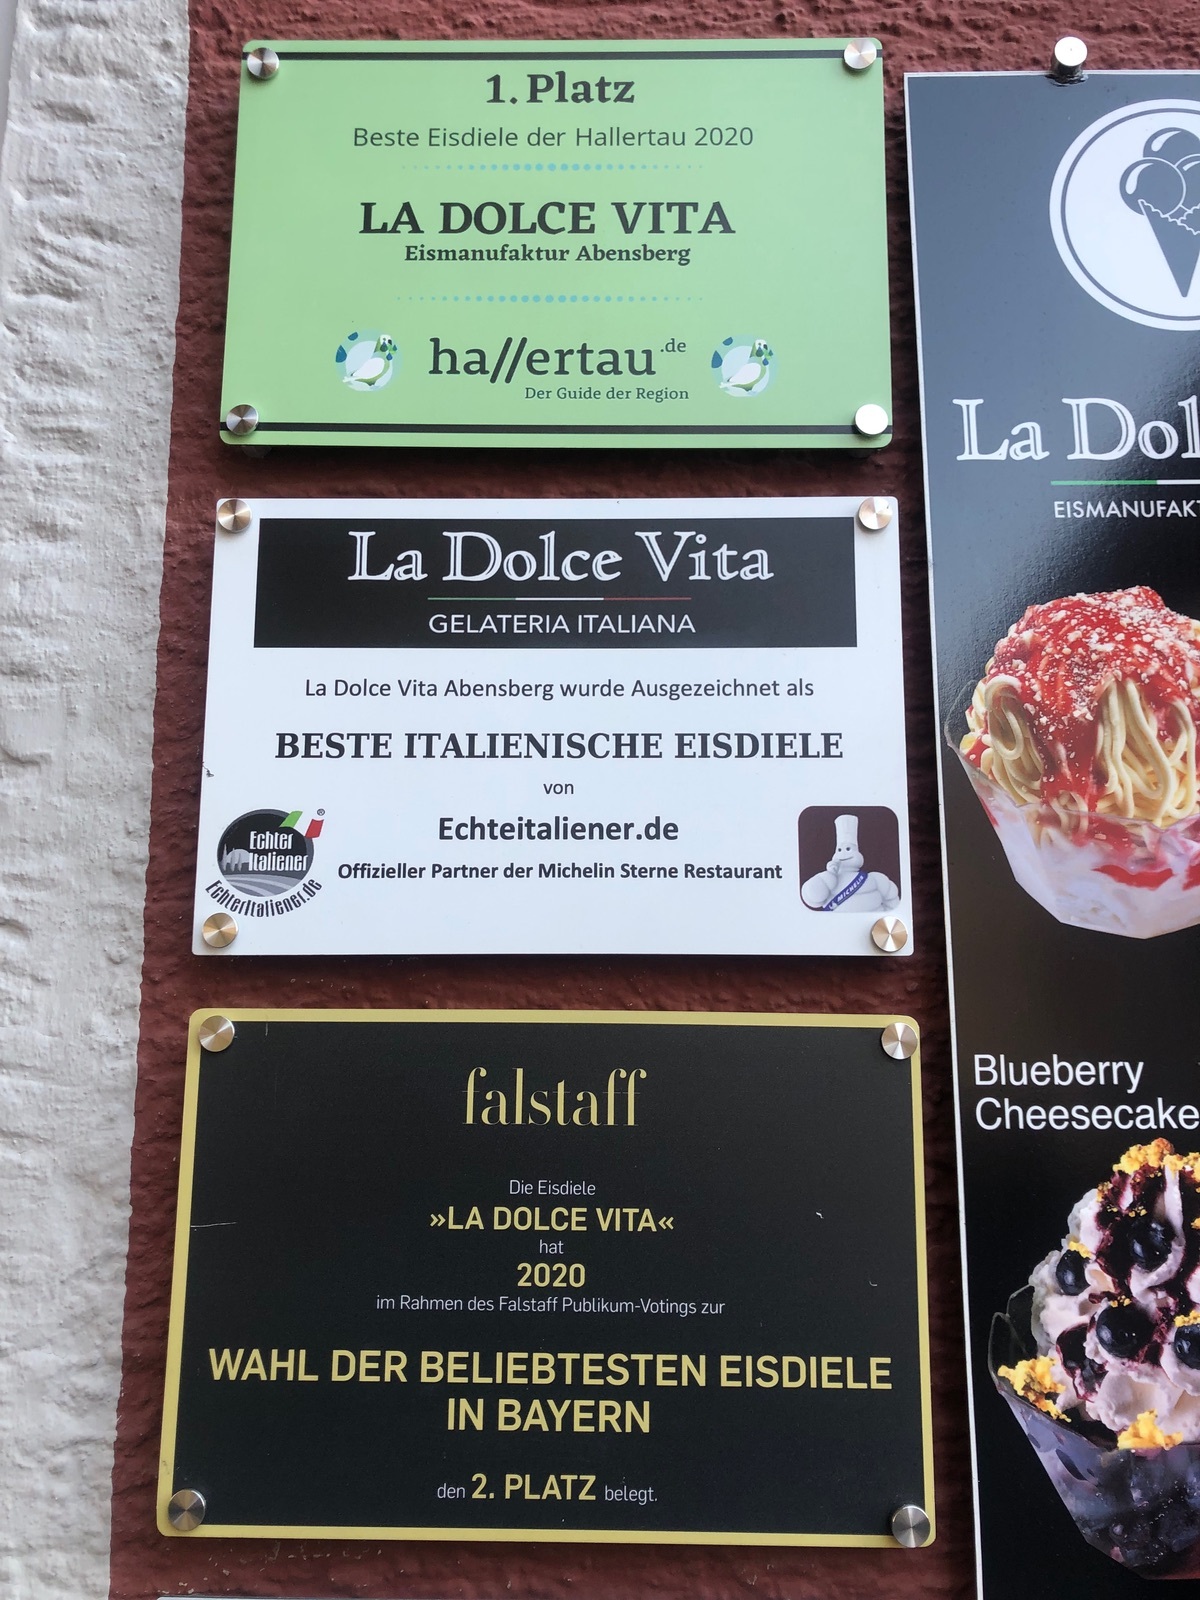 1. Platz
Beste Eisdiele der Hallertau 2020
LA DOLCE VITA
Eismanufaktur Abensberg
hallertau.de
Der Guide der Region
La Dolce Vita
GELATERIA ITALIANA
La Dolce Vita Abensberg wurde Ausgezeichnet als
BESTE ITALIENISCHE EISDIELE
von
Echteitaliener.de
Offizieller Partner der Michelin Sterne Restaurant
Echter
Italiener
EchterItaliener.de
MICHELIN
falstaff
Die Eisdiele
»LA DOLCE VITA«
hat
2020
im Rahmen des Falstaff Publikum-Votings zur
WAHL DER BELIEBTESTEN EISDIELE
IN BAYERN
den 2. PLATZ belegt.
La Dol
EISMANUFAKT
Blueberry
Cheesecake